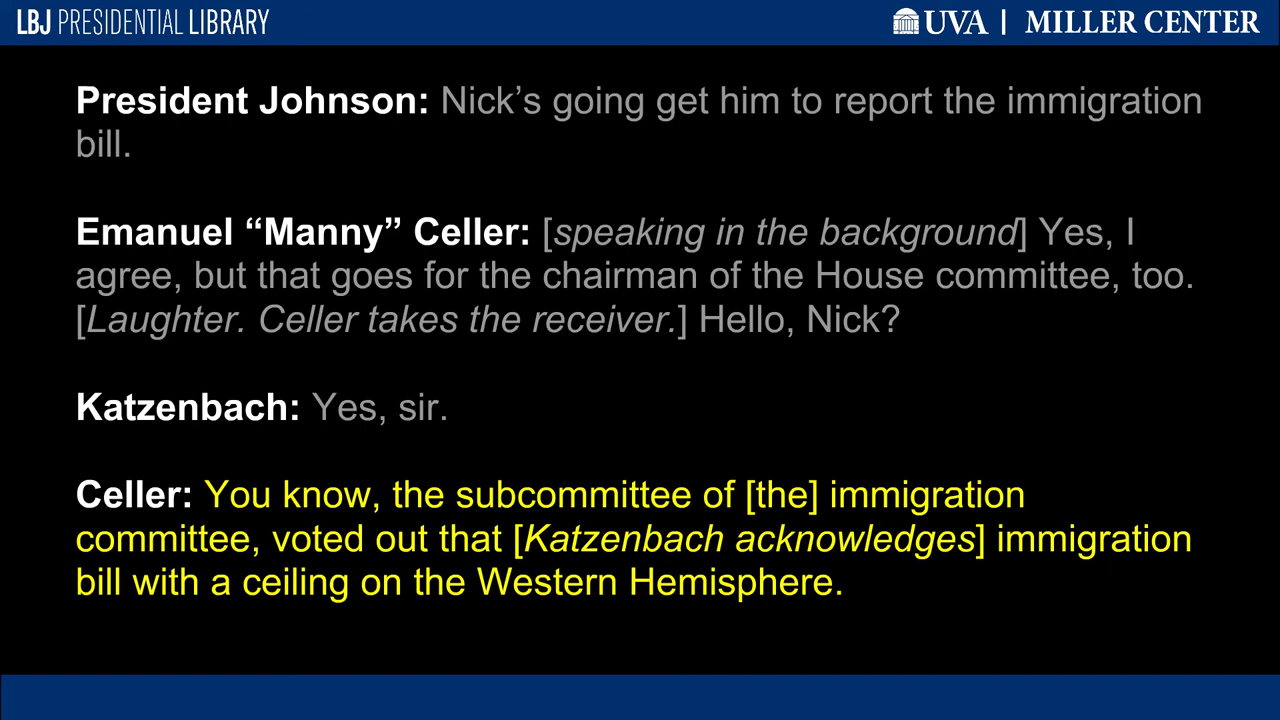 LBJ PRESIDENTIAL LIBRARY
UVA | MILLER CENTER
President Johnson: Nick’s going get him to report the immigration
bill.
Emanuel “Manny” Celler: [speaking in the background] Yes, I
agree, but that goes for the chairman of the House committee, too.
[Laughter. Celler takes the receiver.] Hello, Nick?
Katzenbach: Yes, sir.
Celler: You know, the subcommittee of [the] immigration
committee, voted out that [Katzenbach acknowledges] immigration
bill with a ceiling on the Western Hemisphere.